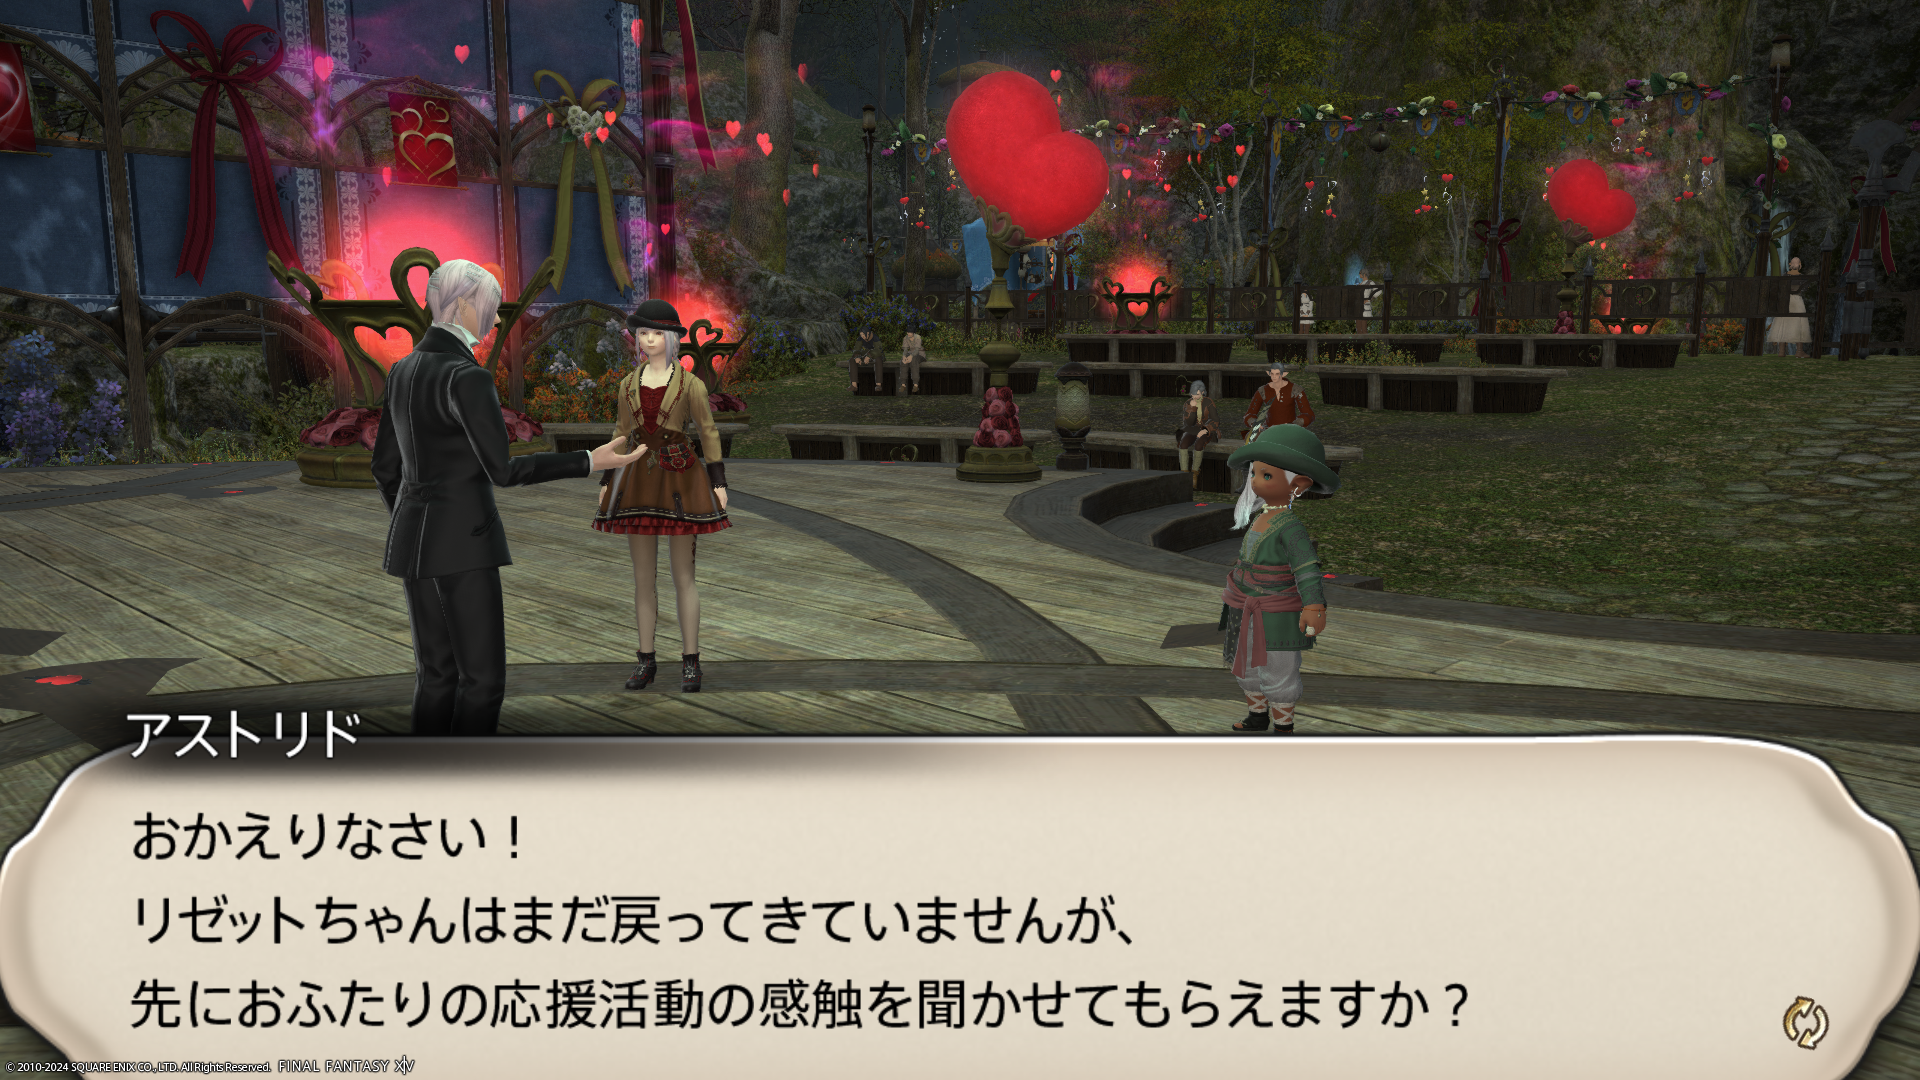 アストリド
おかえりなさい！
リゼットちゃんはまだ戻ってきていませんが、
先におふたりの応援活動の感触を聞かせてもらえますか？
© 2010-2024 SQUARE ENIX CO., LTD. All Rights Reserved. FINAL FANTASY XIV